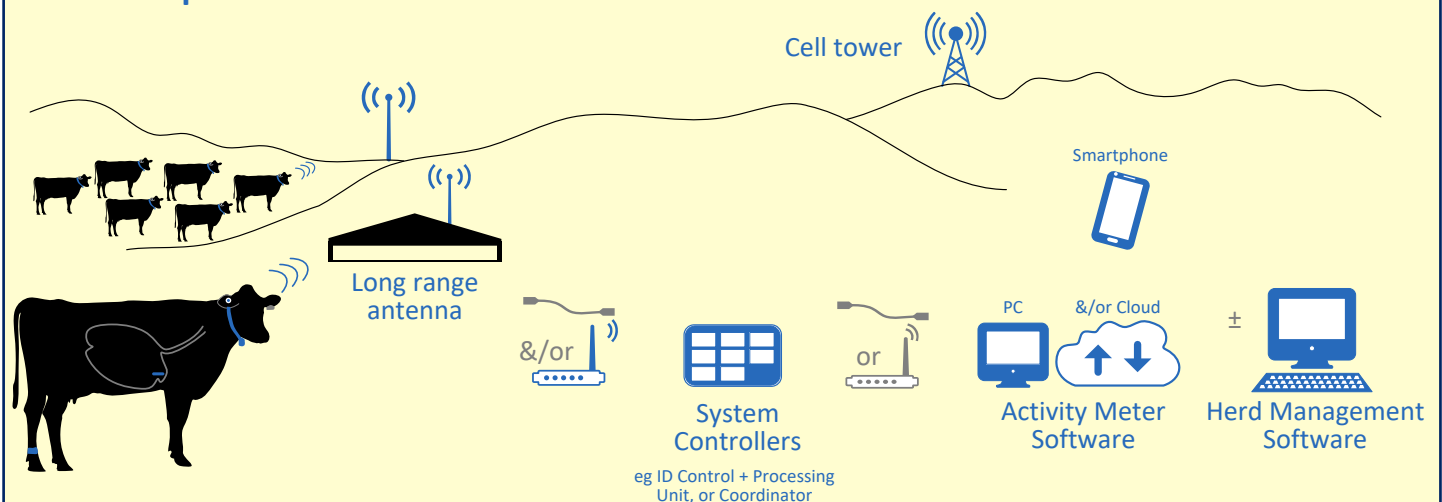 Cell tower
Smartphone
Long range
antenna
&/or
or
PC
&/or Cloud
±
System
Controllers
eg ID Control + Processing
Unit, or Coordinator
Activity Meter
Software
Herd Management
Software